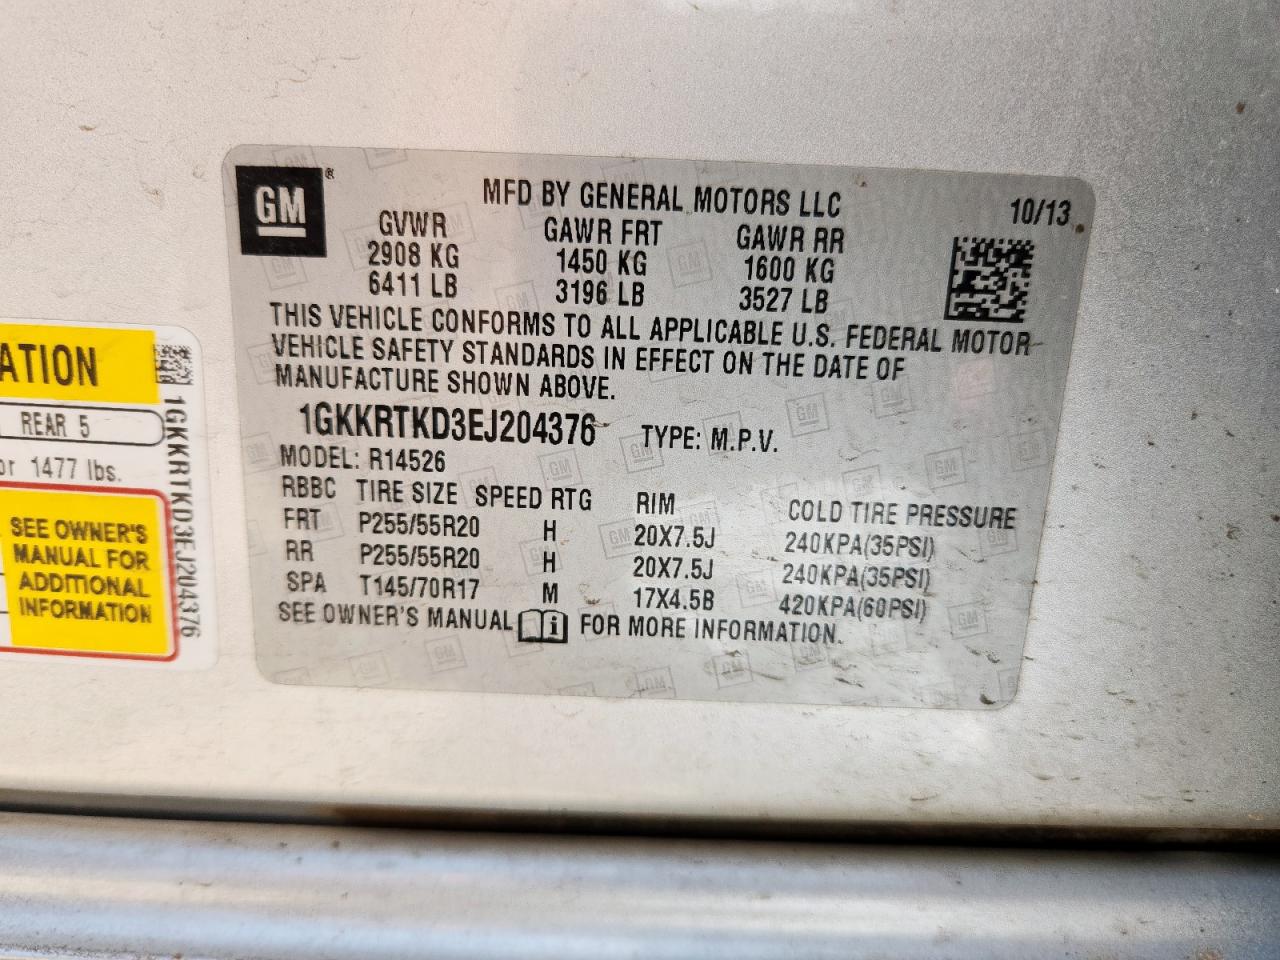 GM ®
MFD BY GENERAL MOTORS LLC 10/13
GVWR GAWR FRT GAWR RR
2908 KG 1450 KG 1600 KG
6411 LB 3196 LB 3527 LB
THIS VEHICLE CONFORMS TO ALL APPLICABLE U.S. FEDERAL MOTOR
VEHICLE SAFETY STANDARDS IN EFFECT ON THE DATE OF
MANUFACTURE SHOWN ABOVE.
1GKKRTKD3EJ204376 TYPE: M.P.V.
MODEL: R14526
RBBC TIRE SIZE SPEED RTG RIM COLD TIRE PRESSURE
FRT P255/55R20 H 20X7.5J 240KPA(35PSI)
RR P255/55R20 H 20X7.5J 240KPA(35PSI)
SPA T145/70R17 M 17X4.5B 420KPA(60PSI)
SEE OWNER'S MANUAL i FOR MORE INFORMATION.
ATION
REAR 5
or 1477 lbs.
SEE OWNER'S
MANUAL FOR
ADDITIONAL
INFORMATION
1GKKRTKD3EJ204376